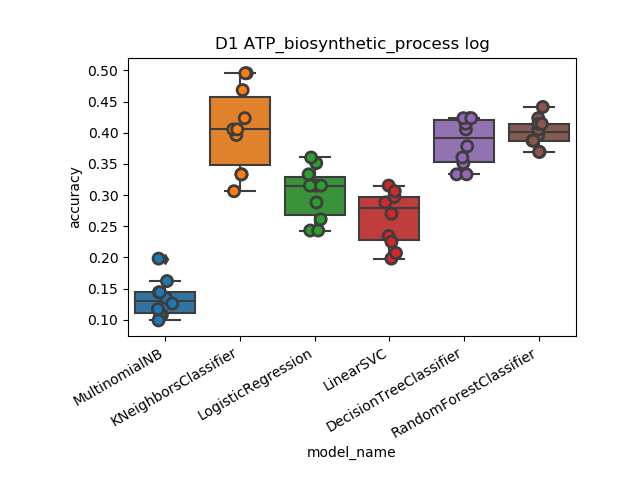 D1 ATP_biosynthetic_process log
0.50
0.45
0.40
0.35
0.30
0.25
0.20
0.15
0.10
accuracy
MultinomialNB
KNeighborsClassifier
LogisticRegression
LinearSVC
DecisionTreeClassifier
RandomForestClassifier
model_name